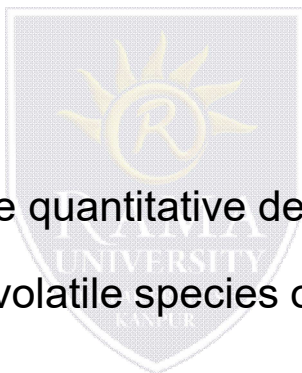 R
e quantitative de
RAMA
UNIVERSITY
volatile species o
KANPUR